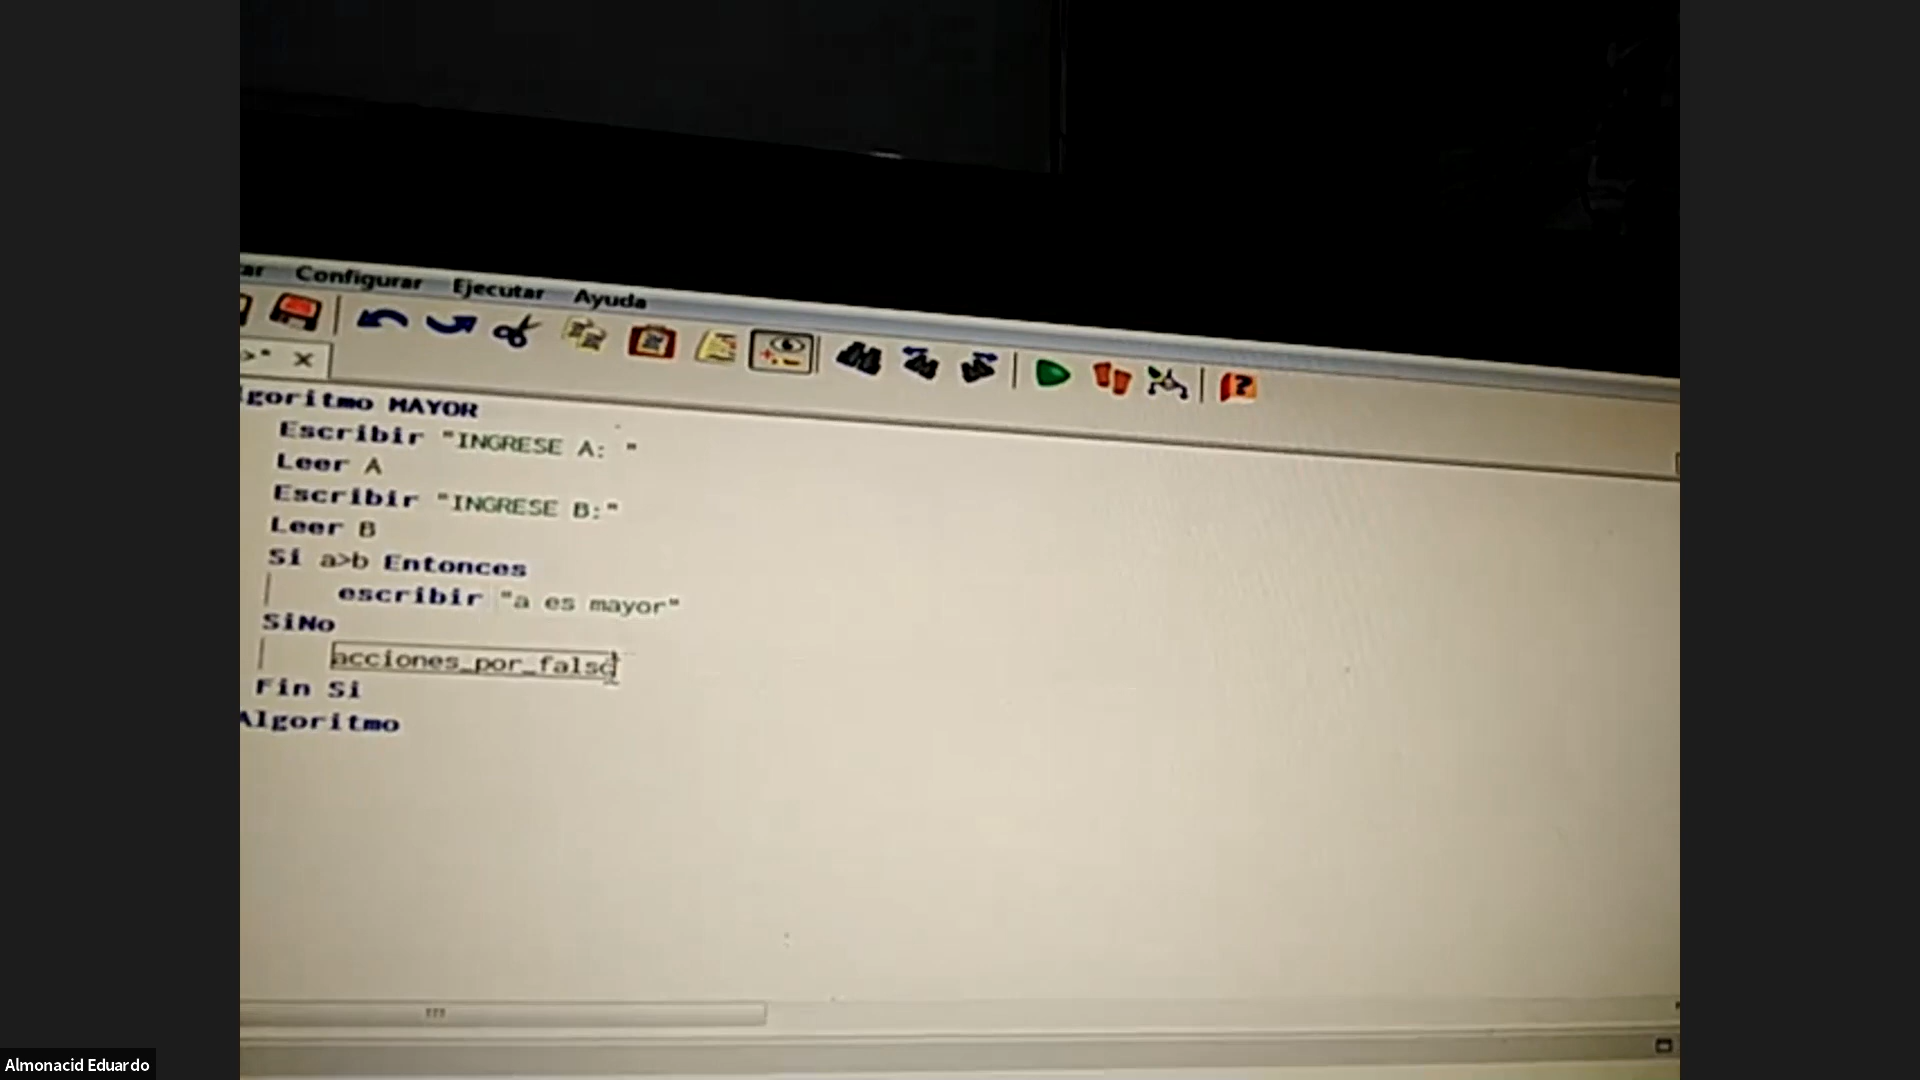 ar Configurar Ejecutar Ayuda
>* ×
lgoritmo MAYOR
Escribir "INGRESE A: "
Leer A
Escribir "INGRESE B:"
Leer B
Si a>b Entonces
escribir "a es mayor"
SiNo
acciones_por_falso
Fin Si
Algoritmo
Almonacid Eduardo